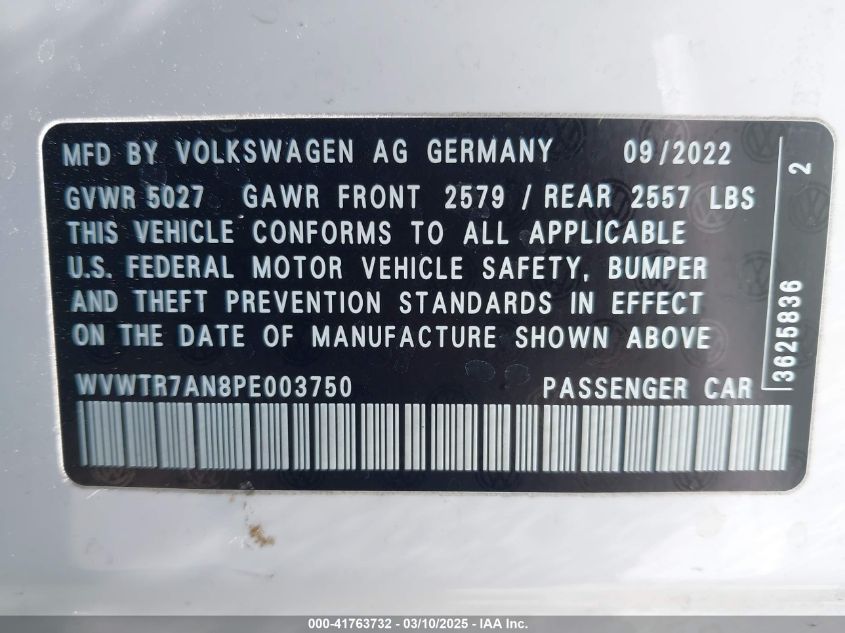 MFD BY VOLKSWAGEN AG GERMANY 09/2022
GVWR 5027 GAWR FRONT 2579 / REAR 2557 LBS
THIS VEHICLE CONFORMS TO ALL APPLICABLE
U.S. FEDERAL MOTOR VEHICLE SAFETY, BUMPER
AND THEFT PREVENTION STANDARDS IN EFFECT
ON THE DATE OF MANUFACTURE SHOWN ABOVE
WVWTR7AN8PE003750 PASSENGER CAR
3625836 2
000-41763732 - 03/10/2025 - IAA Inc.